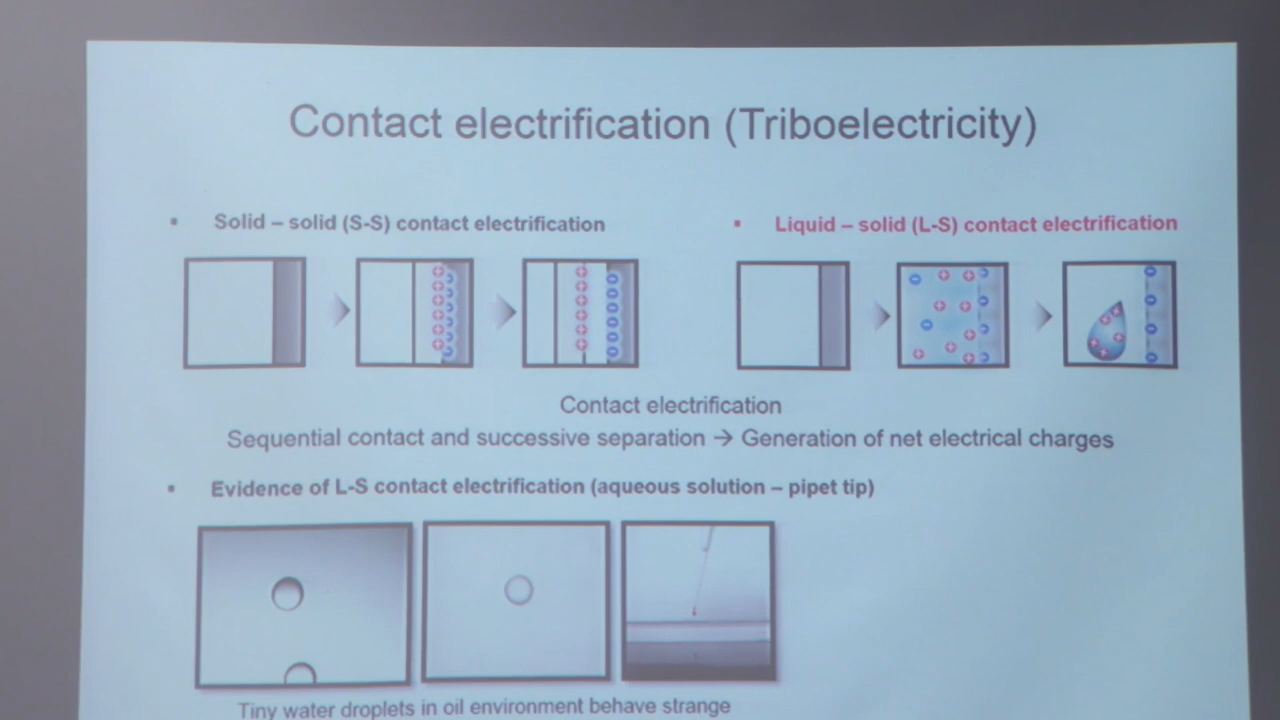 Contact electrification (Triboelectricity)
▪ Solid – solid (S-S) contact electrification
▪ Liquid – solid (L-S) contact electrification
Contact electrification
Sequential contact and successive separation → Generation of net electrical charges
▪ Evidence of L-S contact electrification (aqueous solution – pipet tip)
Tiny water droplets in oil environment behave strange